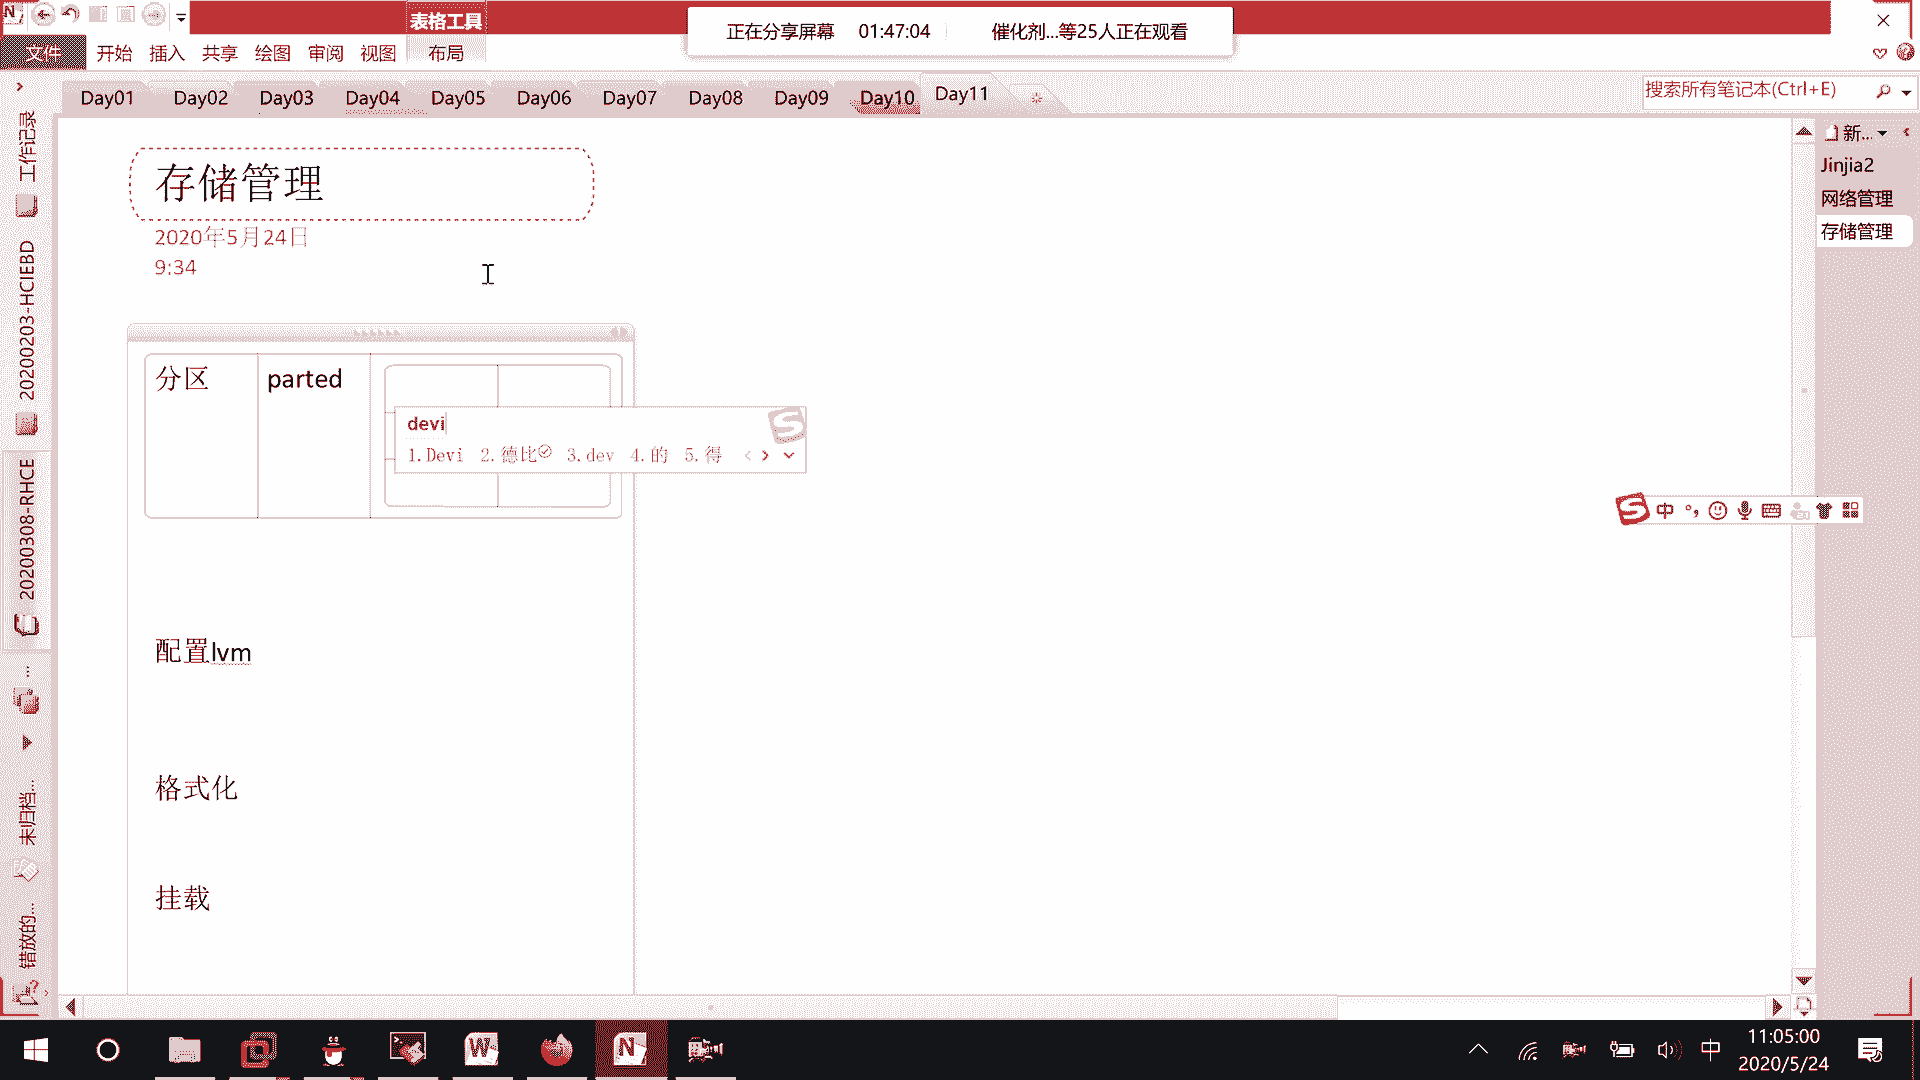 表格工具
正在分享屏幕 01:47:04 催化剂...等25人正在观看
文件 开始 插入 共享 绘图 审阅 视图 布局
Day01 Day02 Day03 Day04 Day05 Day06 Day07 Day08 Day09 Day10 Day11
搜索所有笔记本(Ctrl+E)
工作记录
20200203-HCIEBD
20200308-RHCE
...
未归档...
错放的...
新...
Jinjia2
网络管理
存储管理
存储管理
2020年5月24日
9:34
分区 parted
devi
1.Devi 2.德比 3.dev 4.的 5.得
中
配置lvm
格式化
挂载
中
11:05:00
2020/5/24